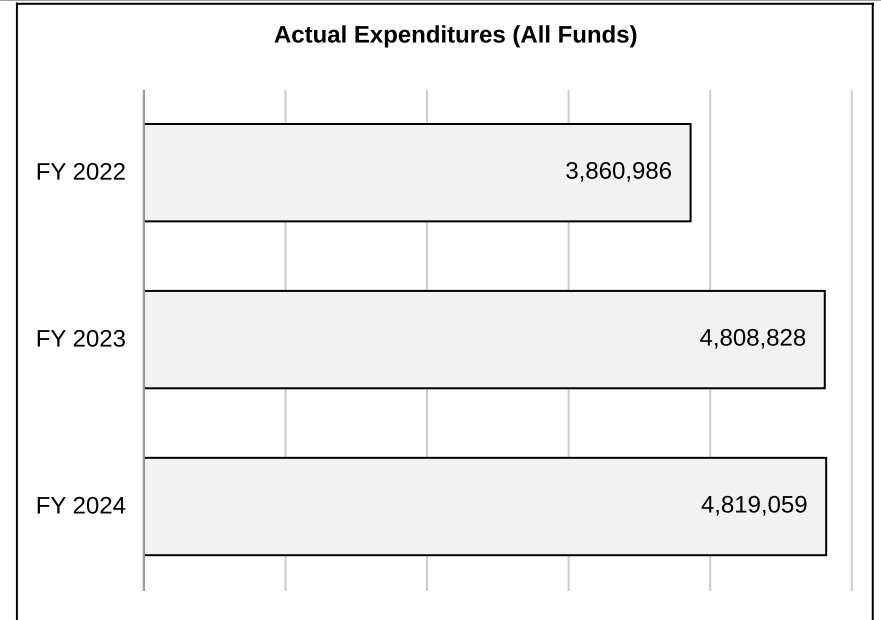 Actual Expenditures (All Funds)
FY 2022 3,860,986
FY 2023 4,808,828
FY 2024 4,819,059